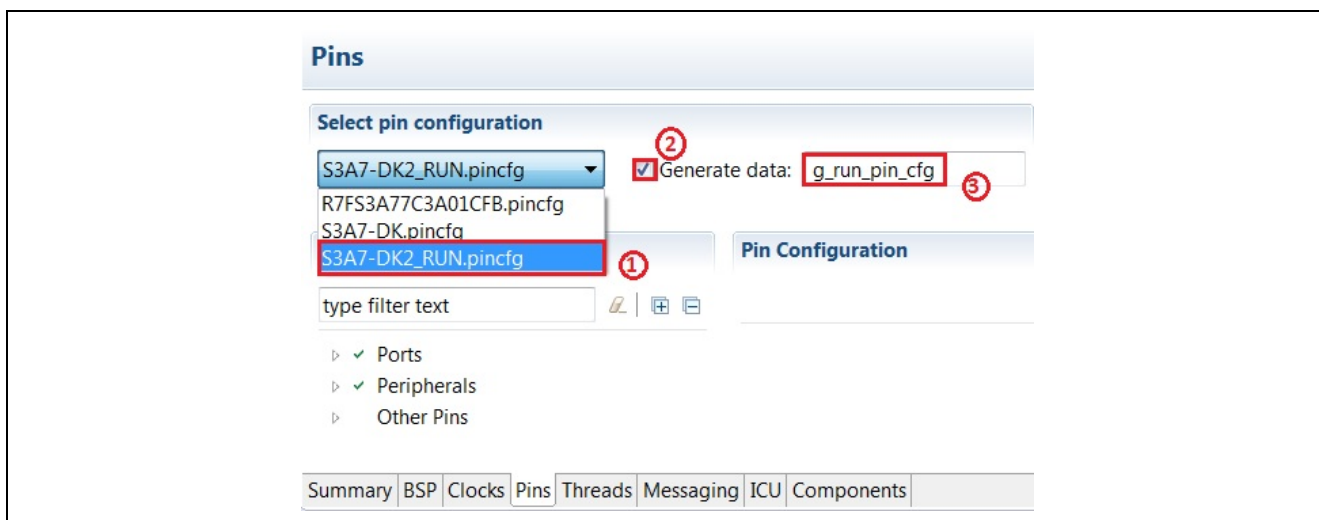 Pins
Select pin configuration
②
S3A7-DK2_RUN.pincfg Generate data: g_run_pin_cfg
③
R7FS3A77C3A01CFB.pincfg
S3A7-DK.pincfg
S3A7-DK2_RUN.pincfg
①
Pin Configuration
type filter text
Ports
Peripherals
Other Pins
Summary BSP Clocks Pins Threads Messaging ICU Components